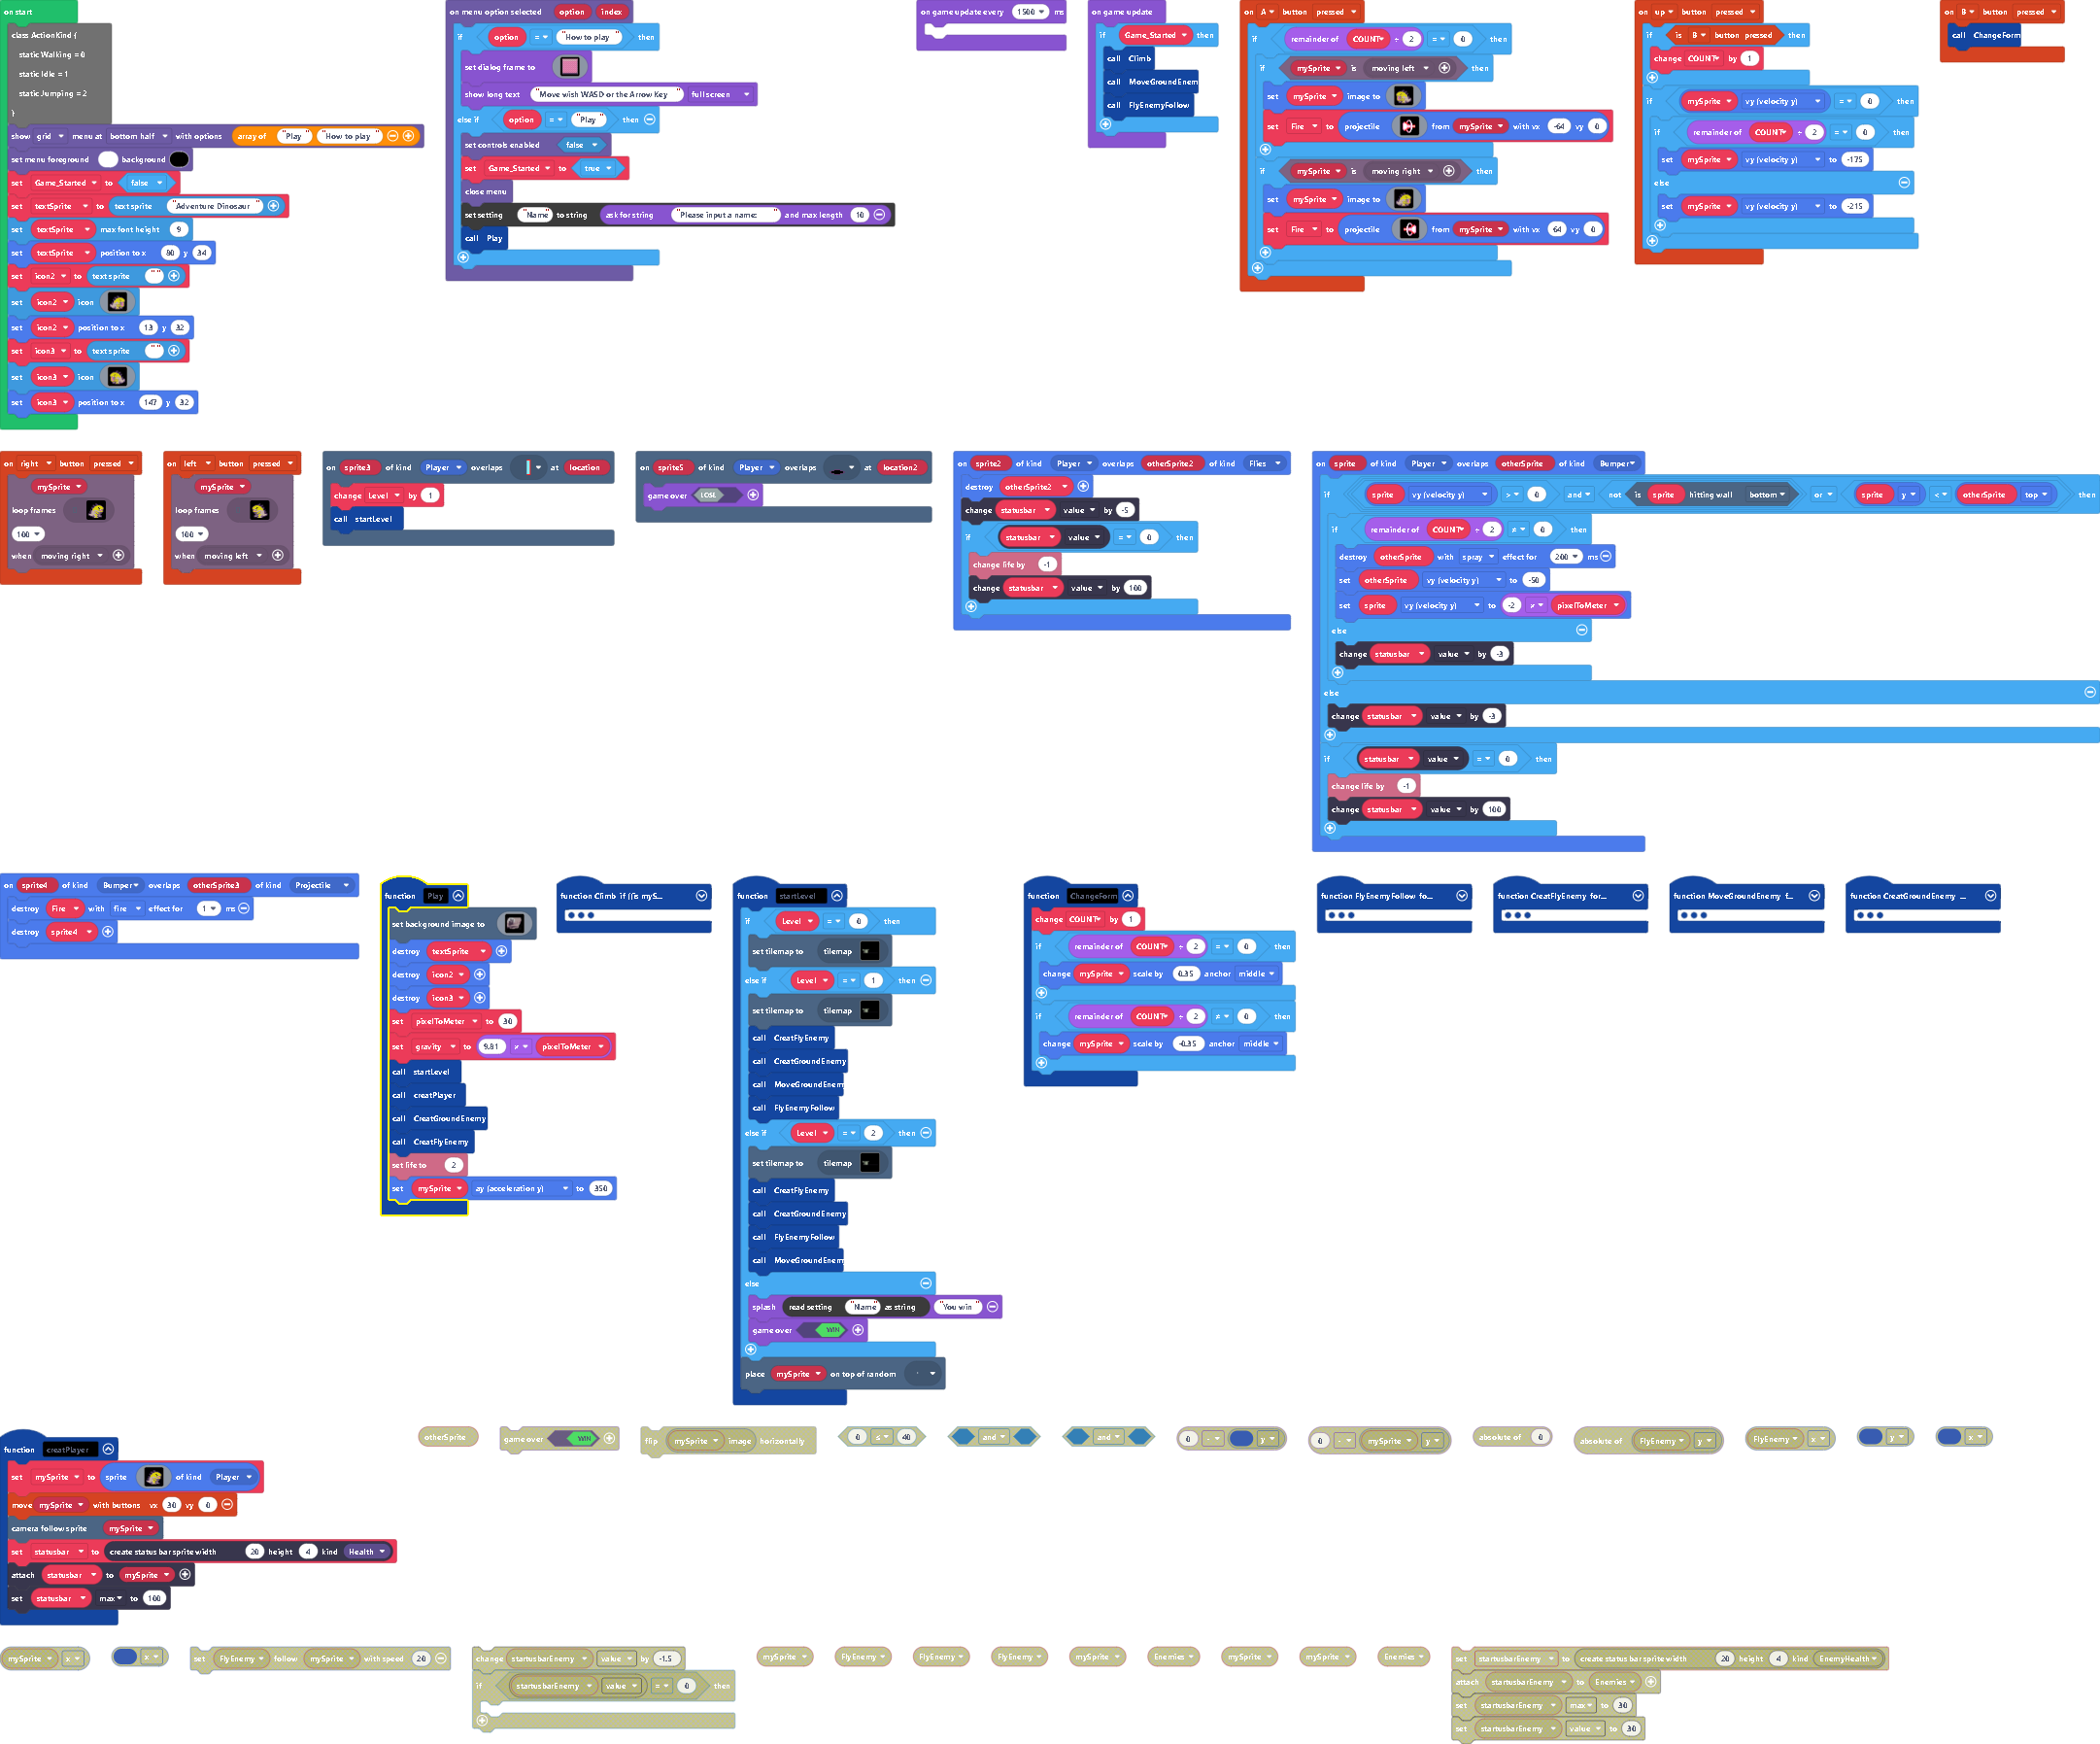 on start
class ActionKind {
static Walking = 0
static Idle = 1
static Jumping = 2
}
show grid menu at bottom half with options array of "Play" "How to play"
set menu foreground background
set Game_Started to false
set textSprite to text sprite "Adventure Dinosaur"
set textSprite max font height 9
set textSprite position to x 80 y 34
set icon2 to text sprite ""
set icon2 icon
set icon2 position to x 13 y 32
set icon3 to text sprite ""
set icon3 icon
set icon3 position to x 147 y 32
on menu option selected option index
if option = "How to play" then
set dialog frame to
show long text "Move wish WASD or the Arrow Key" full screen
else if option = "Play" then
set controls enabled false
set Game_Started to true
close menu
set setting "Name" to string ask for string "Please input a name:" and max length 10
call Play
on game update every 1500 ms
on game update
if Game_Started then
call Climb
call MoveGroundEnem
call FlyEnemyFollow
on A button pressed
if remainder of COUNT ÷ 2 = 0 then
if mySprite is moving left then
set mySprite image to
set Fire to projectile from mySprite with vx -64 vy 0
if mySprite is moving right then
set mySprite image to
set Fire to projectile from mySprite with vx 64 vy 0
on up button pressed
if is B button pressed then
change COUNT by 1
if mySprite vy (velocity y) = 0 then
if remainder of COUNT ÷ 2 = 0 then
set mySprite vy (velocity y) to -175
else
set mySprite vy (velocity y) to -215
on B button pressed
call ChangeForm
on right button pressed
mySprite
loop frames
100
when moving right
on left button pressed
mySprite
loop frames
100
when moving left
on sprite3 of kind Player overlaps at location
change Level by 1
call startLevel
on sprite5 of kind Player overlaps at location2
game over LOSE
on sprite2 of kind Player overlaps otherSprite2 of kind Flies
destroy otherSprite2
change statusbar value by -5
if statusbar value = 0 then
change life by -1
change statusbar value by 100
on sprite of kind Player overlaps otherSprite of kind Bumper
if sprite vy (velocity y) > 0 and not is sprite hitting wall bottom or sprite y < otherSprite top then
if remainder of COUNT ÷ 2 ≠ 0 then
destroy otherSprite with spray effect for 200 ms
set otherSprite vy (velocity y) to -50
set sprite vy (velocity y) to -2 × pixelToMeter
else
change statusbar value by -3
else
change statusbar value by -3
if statusbar value = 0 then
change life by -1
change statusbar value by 100
on sprite4 of kind Bumper overlaps otherSprite3 of kind Projectile
destroy Fire with fire effect for 1 ms
destroy sprite4
function Play
set background image to
destroy textSprite
destroy icon2
destroy icon3
set pixelToMeter to 30
set gravity to 9.81 × pixelToMeter
call startLevel
call creatPlayer
call CreatGroundEnemy
call CreatFlyEnemy
set life to 2
set mySprite ay (acceleration y) to 350
function Climb if ((is myS...
function startLevel
if Level = 0 then
set tilemap to tilemap
else if Level = 1 then
set tilemap to tilemap
call CreatFlyEnemy
call CreatGroundEnemy
call MoveGroundEnem
call FlyEnemyFollow
else if Level = 2 then
set tilemap to tilemap
call CreatFlyEnemy
call CreatGroundEnemy
call FlyEnemyFollow
call MoveGroundEnem
else
splash read setting "Name" as string "You win"
game over WIN
place mySprite on top of random
function ChangeForm
change COUNT by 1
if remainder of COUNT ÷ 2 = 0 then
change mySprite scale by 0.35 anchor middle
if remainder of COUNT ÷ 2 ≠ 0 then
change mySprite scale by -0.35 anchor middle
function FlyEnemyFollow fo...
function CreatFlyEnemy for...
function MoveGroundEnemy f...
function CreatGroundEnemy ...
function creatPlayer
set mySprite to sprite of kind Player
move mySprite with buttons vx 30 vy 0
camera follow sprite mySprite
set statusbar to create status bar sprite width 20 height 4 kind Health
attach statusbar to mySprite
set statusbar max to 100
otherSprite
game over WIN
flip mySprite image horizontally
0 ≤ 40
and
and
0 - y
0 - mySprite y
absolute of 0
absolute of FlyEnemy y
FlyEnemy x
y
x
mySprite x
x
set FlyEnemy follow mySprite with speed 20
change startusbarEnemy value by -1.5
if startusbarEnemy value = 0 then
mySprite
FlyEnemy
FlyEnemy
FlyEnemy
mySprite
Enemies
mySprite
mySprite
Enemies
set startusbarEnemy to create status bar sprite width 20 height 4 kind EnemyHealth
attach startusbarEnemy to Enemies
set startusbarEnemy max to 30
set startusbarEnemy value to 30